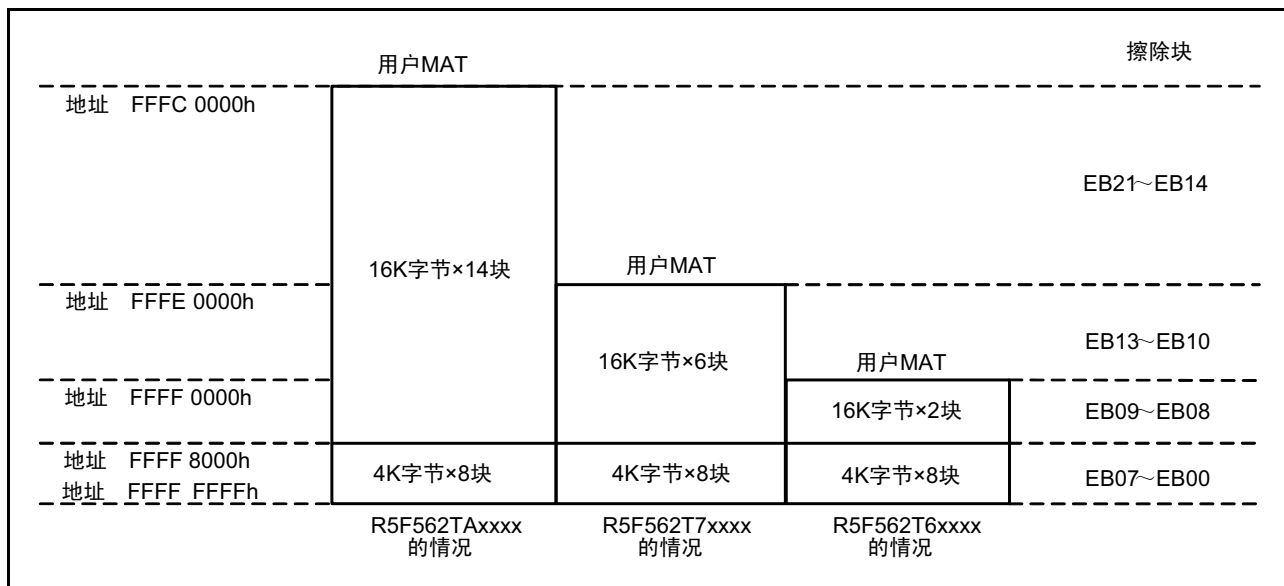 擦除块
用户MAT
地址 FFFC 0000h
EB21～EB14
16K字节×14块
用户MAT
地址 FFFE 0000h
EB13～EB10
16K字节×6块
用户MAT
地址 FFFF 0000h
16K字节×2块
EB09～EB08
地址 FFFF 8000h
4K字节×8块
4K字节×8块
4K字节×8块
EB07～EB00
地址 FFFF FFFFh
R5F562TAxxxx
的情况
R5F562T7xxxx
的情况
R5F562T6xxxx
的情况